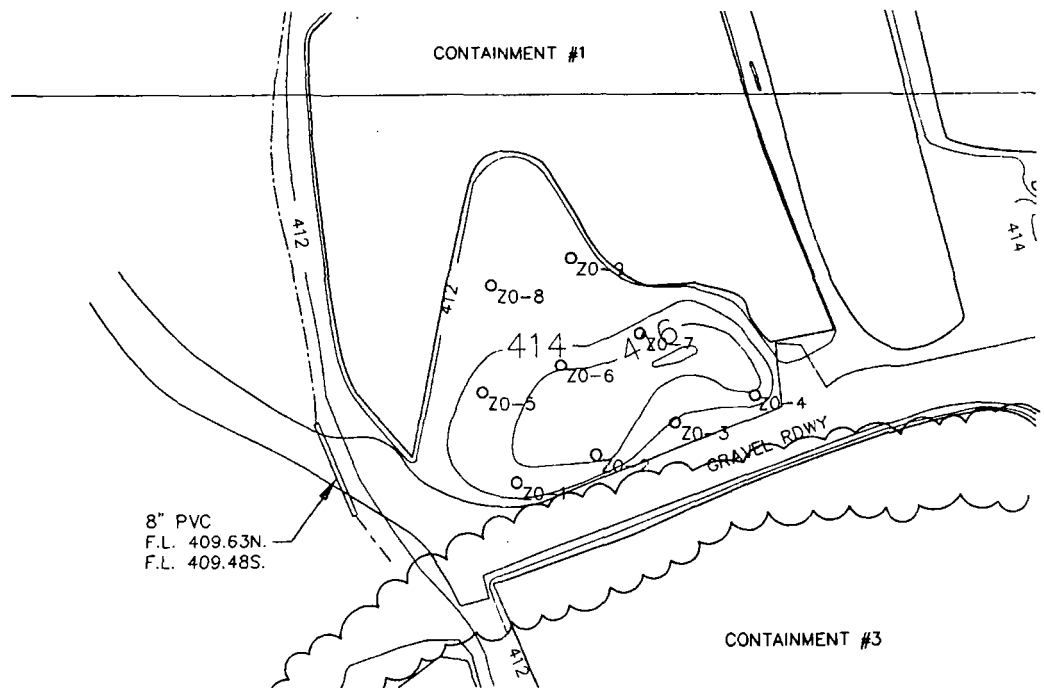 CONTAINMENT #1
412
414
412
ZO-9
ZO-8
414
416
ZO-7
ZO-6
ZO-5
ZO-4
ZO-3
GRAVEL RDWY
ZO-2
ZO-1
8" PVC
F.L. 409.63N.
F.L. 409.48S.
CONTAINMENT #3
412